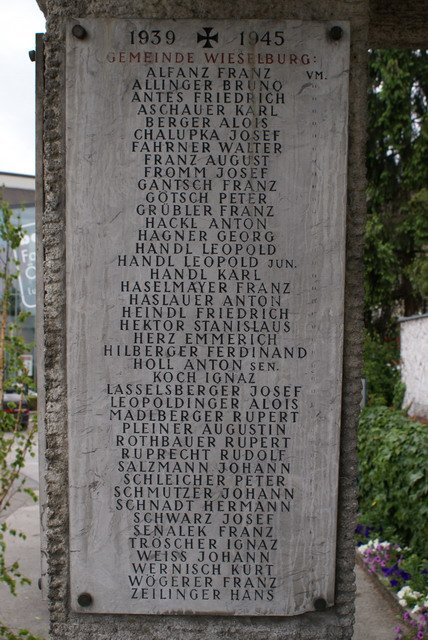 1939 1945
GEMEINDE WIESELBURG:
ALFANZ FRANZ VM.
ALLINGER BRUNO
ANTES FRIEDRICH
ASCHAUER KARL
BERGER ALOIS
CHALUPKA JOSEF
FAHRNER WALTER
FRANZ AUGUST
FROMM JOSEF
GANTSCH FRANZ
GÖTSCH PETER
GRÜBLER FRANZ
HACKL ANTON
HAGNER GEORG
HANDL LEOPOLD
HANDL LEOPOLD JUN.
HANDL KARL
HASELMAYER FRANZ
HASLAUER ANTON
HEINDL FRIEDRICH
HEKTOR STANISLAUS
HERZ EMMERICH
HILBERGER FERDINAND
HOLL ANTON SEN.
KOCH IGNAZ
LASSELSBERGER JOSEF
LEOPOLDINGER ALOIS
MADLBERGER RUPERT
PLEINER AUGUSTIN
ROTHBAUER RUPERT
RUPRECHT RUDOLF
SALZMANN JOHANN
SCHLEICHER PETER
SCHMUTZER JOHANN
SCHNADT HERMANN
SCHWARZ JOSEF
SENALEK FRANZ
TRÖSCHER IGNAZ
WEISS JOHANN
WERNISCH KURT
WÖGERER FRANZ
ZEILINGER HANS